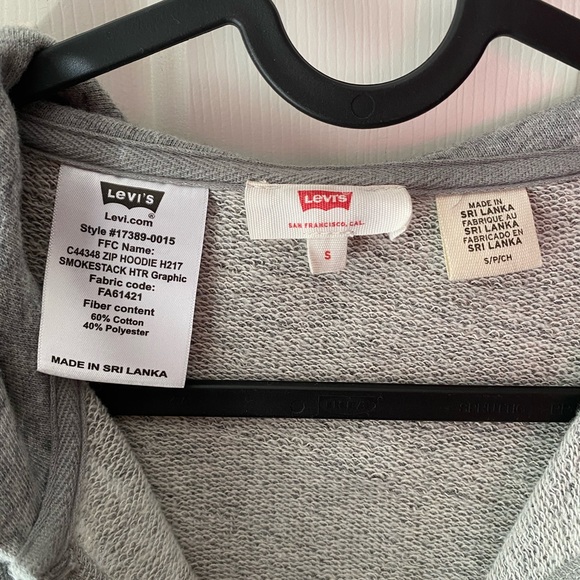 Levi's
®
Levi.com
Style #17389-0015
FFC Name:
C44348 ZIP HOODIE H217
SMOKESTACK HTR Graphic
Fabric code:
FA61421
Fiber content
60% Cotton
40% Polyester
MADE IN SRI LANKA
Levi's
SAN FRANCISCO, CAL.
S
MADE IN
SRI LANKA
FABRIQUE AU
SRI LANKA
FABRICADO EN
SRI LANKA
S/P/CH